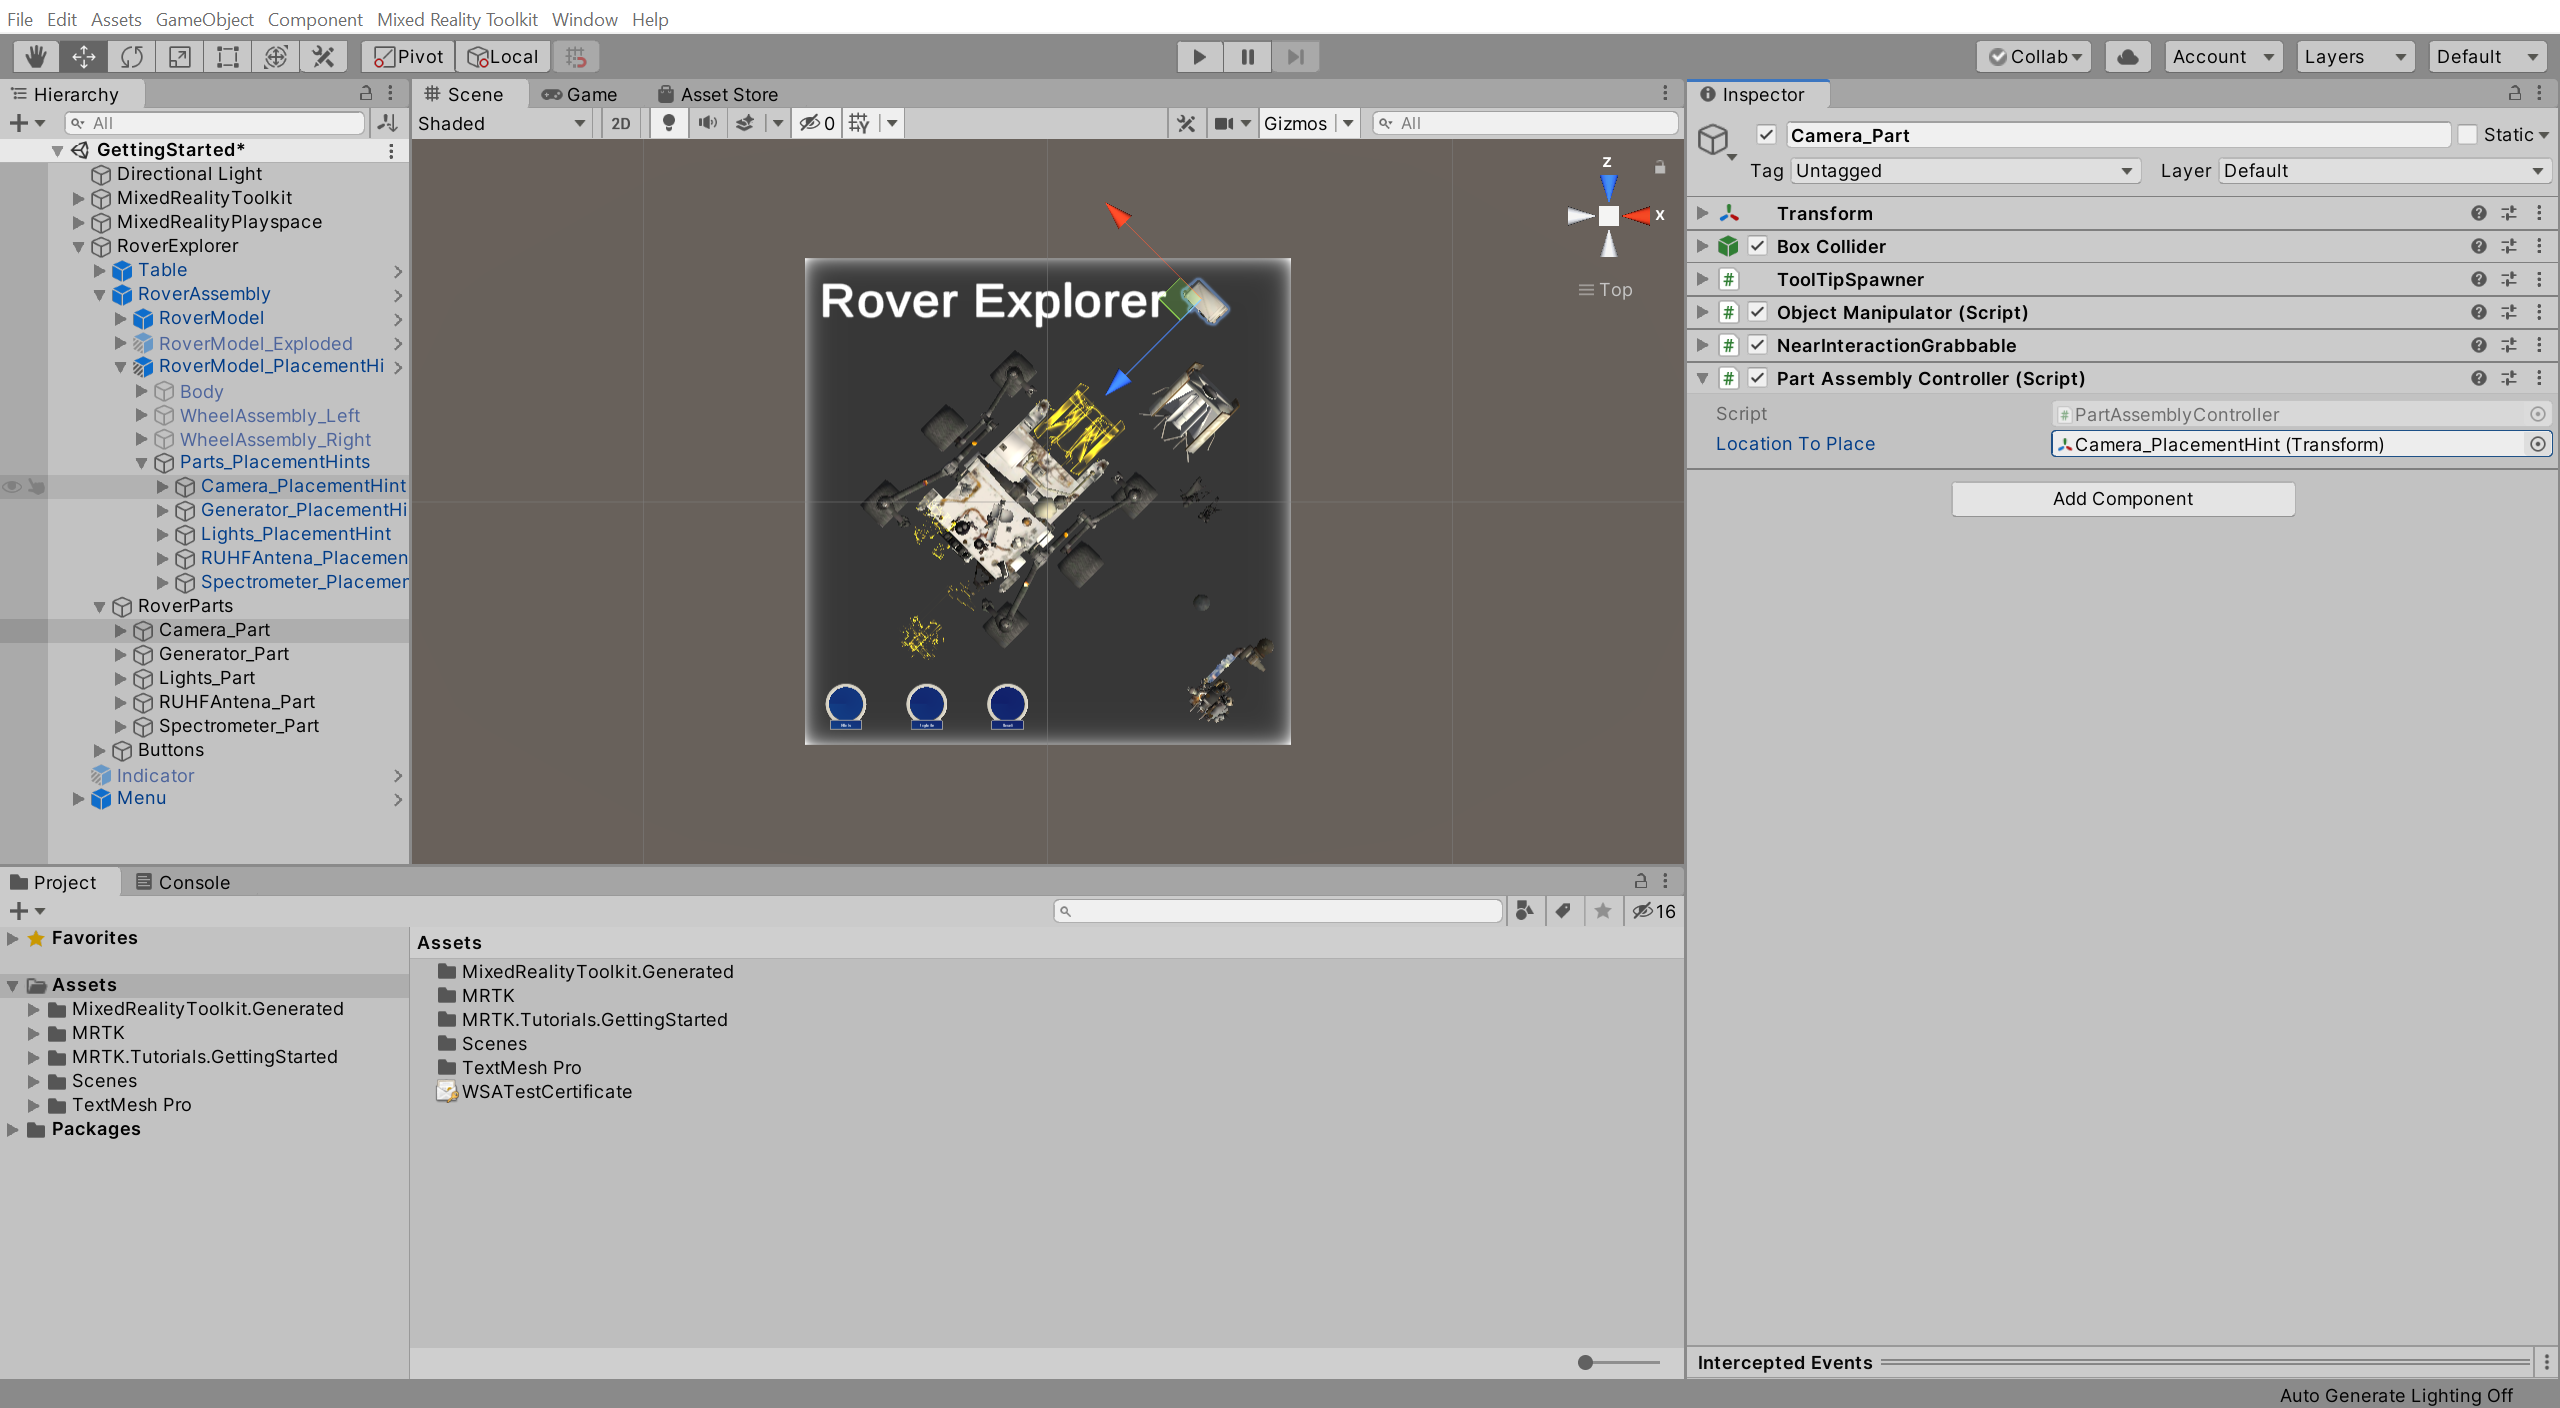 File Edit Assets GameObject Component Mixed Reality Toolkit Window Help
Pivot Local Collab Account Layers Default
Hierarchy
All
GettingStarted*
Directional Light
MixedRealityToolkit
MixedRealityPlayspace
RoverExplorer
Table
RoverAssembly
RoverModel
RoverModel_Exploded
RoverModel_PlacementHi
Body
WheelAssembly_Left
WheelAssembly_Right
Parts_PlacementHints
Camera_PlacementHint
Generator_PlacementHi
Lights_PlacementHint
RUHFAntena_Placemen
Spectrometer_Placemen
RoverParts
Camera_Part
Generator_Part
Lights_Part
RUHFAntena_Part
Spectrometer_Part
Buttons
Indicator
Menu
Scene Game Asset Store
Shaded 2D 0 Gizmos All
z
x
Top
Rover Explorer
Inspector
Camera_Part Static
Tag Untagged Layer Default
Transform
Box Collider
# ToolTipSpawner
# Object Manipulator (Script)
# NearInteractionGrabbable
# Part Assembly Controller (Script)
Script # PartAssemblyController
Location To Place Camera_PlacementHint (Transform)
Add Component
Project Console
16
Favorites
Assets
MixedRealityToolkit.Generated
MRTK
MRTK.Tutorials.GettingStarted
Scenes
TextMesh Pro
Packages
Assets
MixedRealityToolkit.Generated
MRTK
MRTK.Tutorials.GettingStarted
Scenes
TextMesh Pro
WSATestCertificate
Intercepted Events
Auto Generate Lighting Off